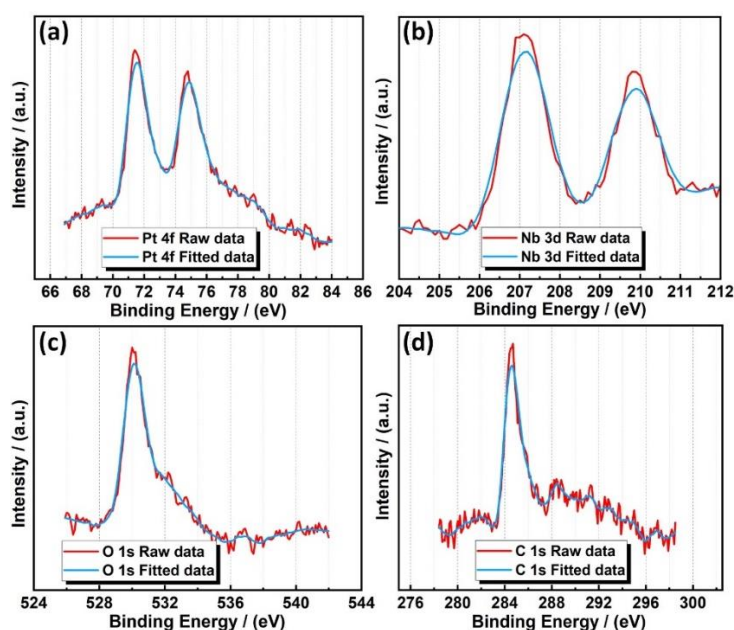 (a)
Intensity / (a.u.)
Pt 4f Raw data
Pt 4f Fitted data
66 68 70 72 74 76 78 80 82 84 86
Binding Energy / (eV)
(b)
Intensity / (a.u.)
Nb 3d Raw data
Nb 3d Fitted data
204 205 206 207 208 209 210 211 212
Binding Energy / (eV)
(c)
Intensity / (a.u.)
O 1s Raw data
O 1s Fitted data
524 528 532 536 540 544
Binding Energy / (eV)
(d)
Intensity / (a.u.)
C 1s Raw data
C 1s Fitted data
276 280 284 288 292 296 300
Binding Energy / (eV)